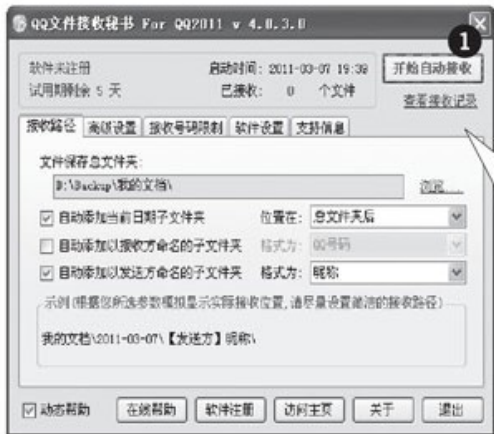 QQ文件接收秘书 For QQ2011 v 4.0.3.0
1
软件未注册
启动时间: 2011-03-07 19:39
开始自动接收
试用期剩余 5 天
已接收: 0 个文件
查看接收记录
接收路径 高级设置 接收号码限制 软件设置 支持信息
文件保存总文件夹:
D:\Backup\我的文档\
浏览....
自动添加当前日期子文件夹 位置在: 总文件夹后
自动添加以接收方命名的子文件夹 格式为: QQ号码
自动添加以发送方命名的子文件夹 格式为: 昵称
示例(根据您所选参数模拟显示实际接收位置,请尽量设置简洁的接收路径)
我的文档\2011-03-07\【发送方】昵称\
动态帮助 在线帮助 软件注册 访问主页 关于 退出